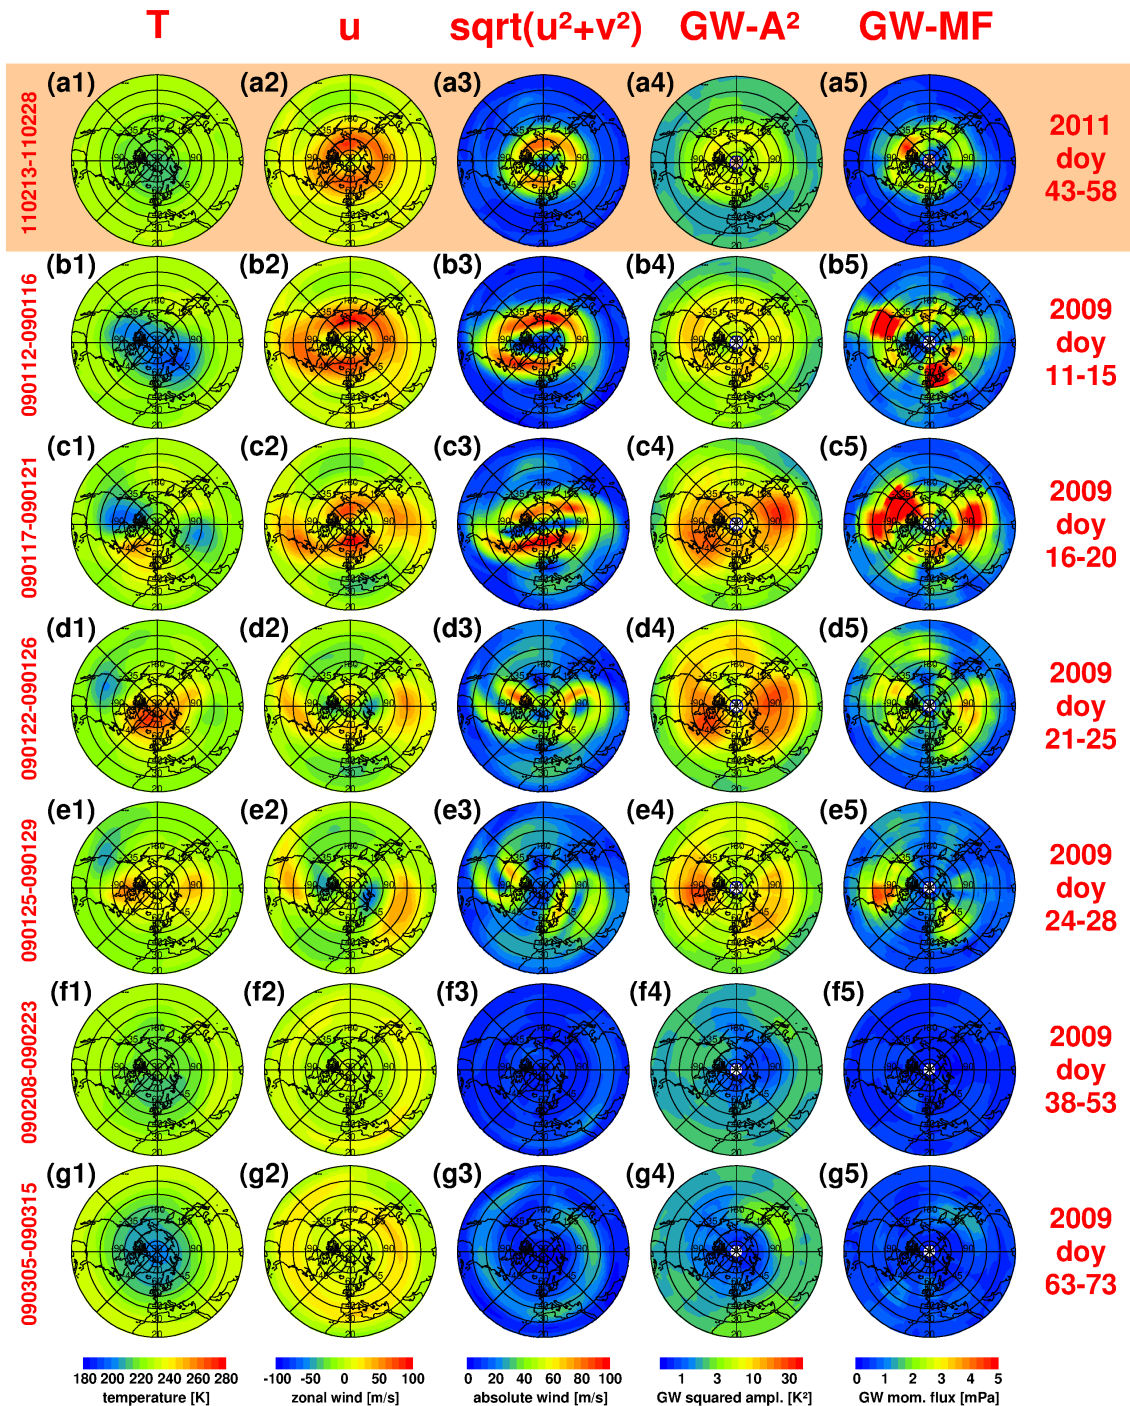 T u sqrt(u²+v²) GW-A² GW-MF
110213-110228
(a1) (a2) (a3) (a4) (a5)
2011
doy
43-58
090112-090116
(b1) (b2) (b3) (b4) (b5)
2009
doy
11-15
090117-090121
(c1) (c2) (c3) (c4) (c5)
2009
doy
16-20
090122-090126
(d1) (d2) (d3) (d4) (d5)
2009
doy
21-25
090125-090129
(e1) (e2) (e3) (e4) (e5)
2009
doy
24-28
090208-090223
(f1) (f2) (f3) (f4) (f5)
2009
doy
38-53
090305-090315
(g1) (g2) (g3) (g4) (g5)
2009
doy
63-73
180 200 220 240 260 280
temperature [K]
-100 -50 0 50 100
zonal wind [m/s]
0 20 40 60 80 100
absolute wind [m/s]
1 3 10 30
GW squared ampl. [K²]
0 1 2 3 4 5
GW mom. flux [mPa]